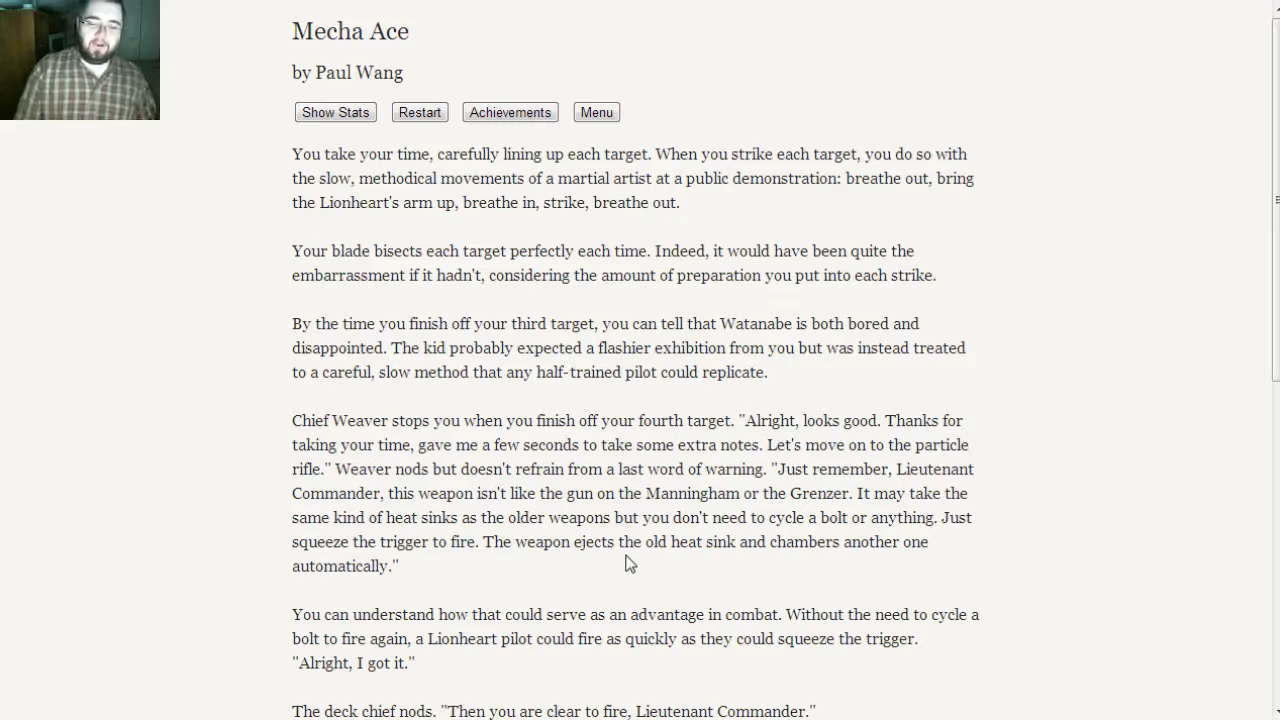 Mecha Ace
by Paul Wang
Show Stats Restart Achievements Menu
You take your time, carefully lining up each target. When you strike each target, you do so with
the slow, methodical movements of a martial artist at a public demonstration: breathe out, bring
the Lionheart's arm up, breathe in, strike, breathe out.
Your blade bisects each target perfectly each time. Indeed, it would have been quite the
embarrassment if it hadn't, considering the amount of preparation you put into each strike.
By the time you finish off your third target, you can tell that Watanabe is both bored and
disappointed. The kid probably expected a flashier exhibition from you but was instead treated
to a careful, slow method that any half-trained pilot could replicate.
Chief Weaver stops you when you finish off your fourth target. "Alright, looks good. Thanks for
taking your time, gave me a few seconds to take some extra notes. Let's move on to the particle
rifle." Weaver nods but doesn't refrain from a last word of warning. "Just remember, Lieutenant
Commander, this weapon isn't like the gun on the Manningham or the Grenzer. It may take the
same kind of heat sinks as the older weapons but you don't need to cycle a bolt or anything. Just
squeeze the trigger to fire. The weapon ejects the old heat sink and chambers another one
automatically."
You can understand how that could serve as an advantage in combat. Without the need to cycle a
bolt to fire again, a Lionheart pilot could fire as quickly as they could squeeze the trigger.
"Alright, I got it."
The deck chief nods. "Then you are clear to fire, Lieutenant Commander."